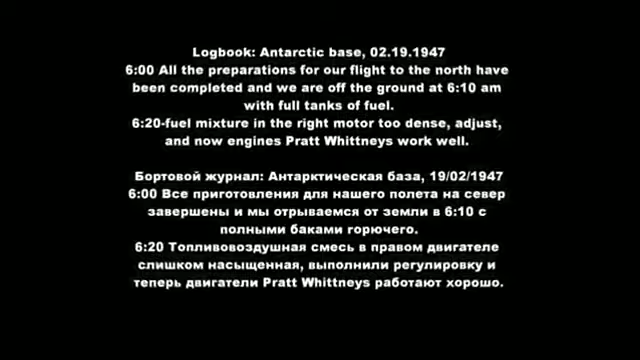 Logbook: Antarctic base, 02.19.1947
6:00 All the preparations for our flight to the north have
been completed and we are off the ground at 6:10 am
with full tanks of fuel.
6:20-fuel mixture in the right motor too dense, adjust,
and now engines Pratt Whittneys work well.
Бортовой журнал: Антарктическая база, 19/02/1947
6:00 Все приготовления для нашего полета на север
завершены и мы отрываемся от земли в 6:10 с
полными баками горючего.
6:20 Топливовоздушная смесь в правом двигателе
слишком насыщенная, выполнили регулировку и
теперь двигатели Pratt Whittneys работают хорошо.